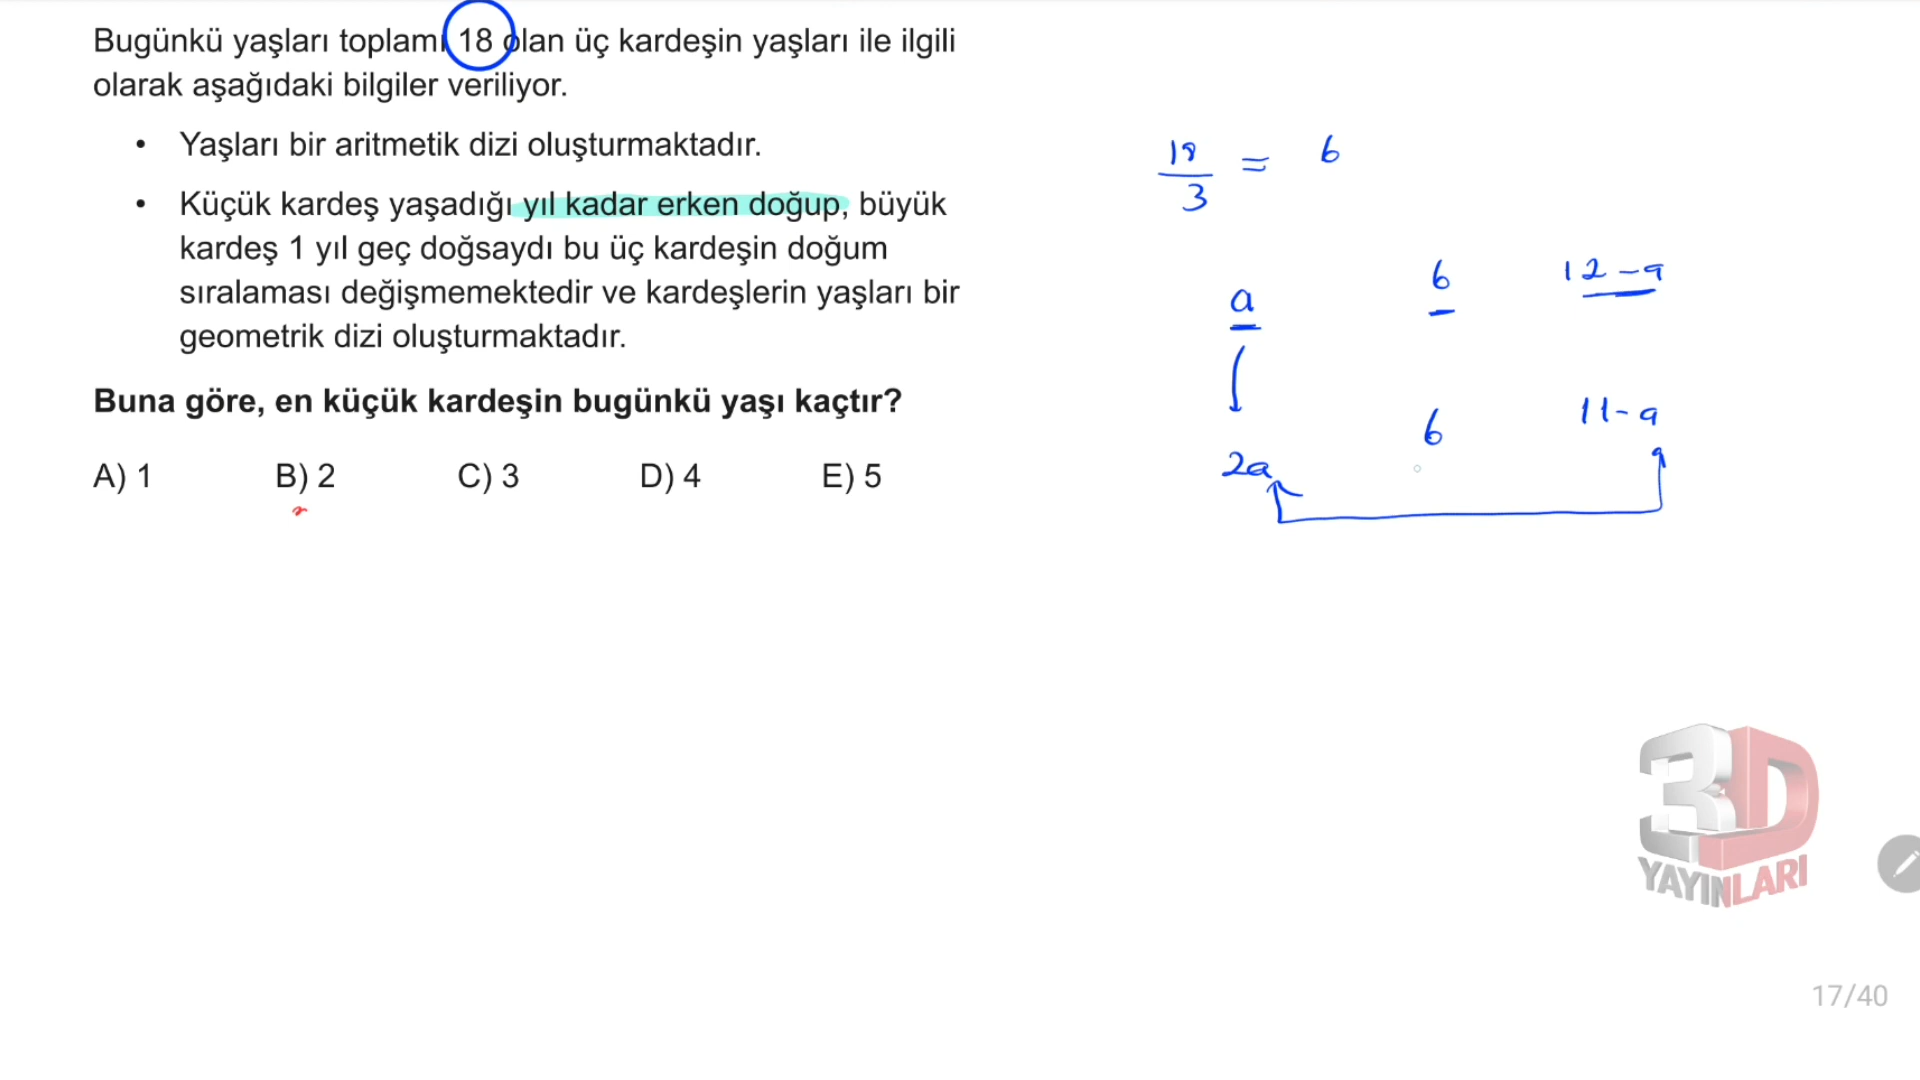 Bugünkü yaşları toplamı 18 olan üç kardeşin yaşları ile ilgili
olarak aşağıdaki bilgiler veriliyor.
• Yaşları bir aritmetik dizi oluşturmaktadır.
• Küçük kardeş yaşadığı yıl kadar erken doğup, büyük
kardeş 1 yıl geç doğsaydı bu üç kardeşin doğum
sıralaması değişmemektedir ve kardeşlerin yaşları bir
geometrik dizi oluşturmaktadır.
Buna göre, en küçük kardeşin bugünkü yaşı kaçtır?
A) 1 B) 2 C) 3 D) 4 E) 5
18/3 = 6
a 6 12-a
2a 6 11-a
3D
YAYINLARI
17/40